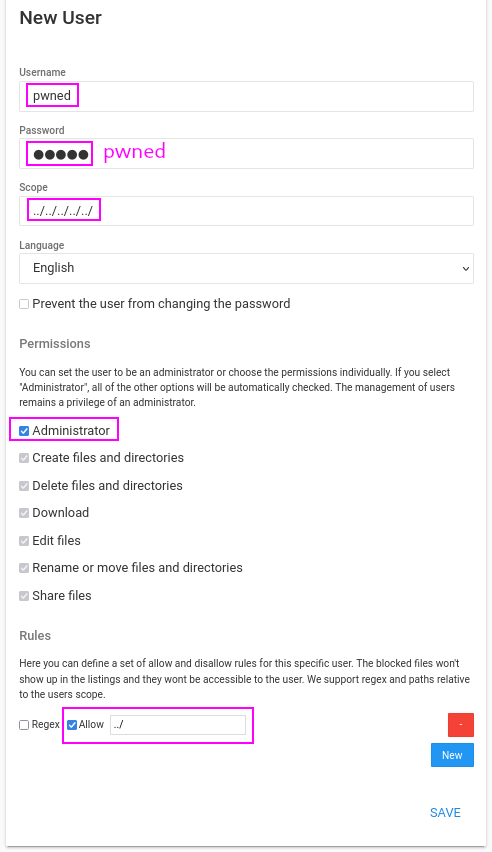 New User
Username
pwned
Password
●●●●● pwned
Scope
../../../../../
Language
English
Prevent the user from changing the password
Permissions
You can set the user to be an administrator or choose the permissions individually. If you select
"Administrator", all of the other options will be automatically checked. The management of users
remains a privilege of an administrator.
Administrator
Create files and directories
Delete files and directories
Download
Edit files
Rename or move files and directories
Share files
Rules
Here you can define a set of allow and disallow rules for this specific user. The blocked files won't
show up in the listings and they wont be accessible to the user. We support regex and paths relative
to the users scope.
Regex Allow ../ -
New
SAVE